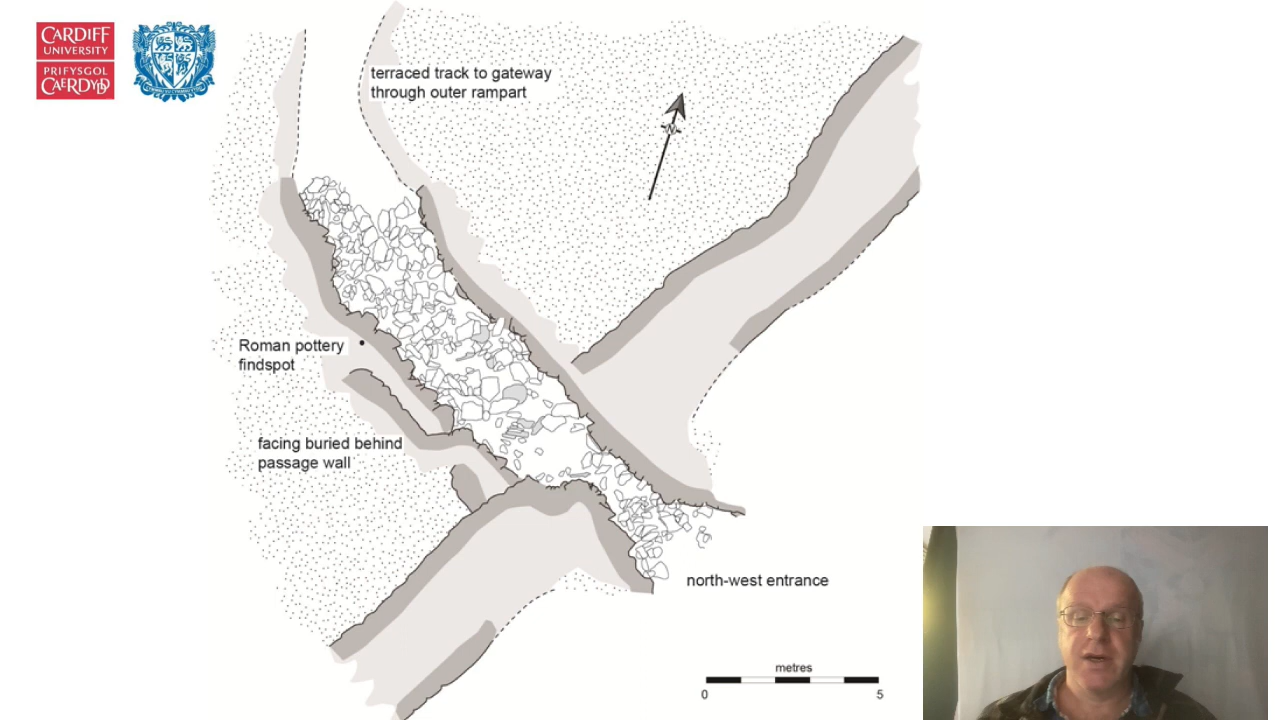 CARDIFF
UNIVERSITY
PRIFYSGOL
CAERDYDD
terraced track to gateway
through outer rampart
N
Roman pottery
findspot
facing buried behind
passage wall
north-west entrance
metres
0 5